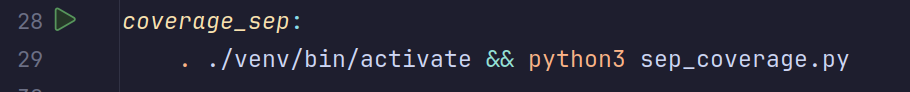 28 coverage_sep:
29 . ./venv/bin/activate && python3 sep_coverage.py